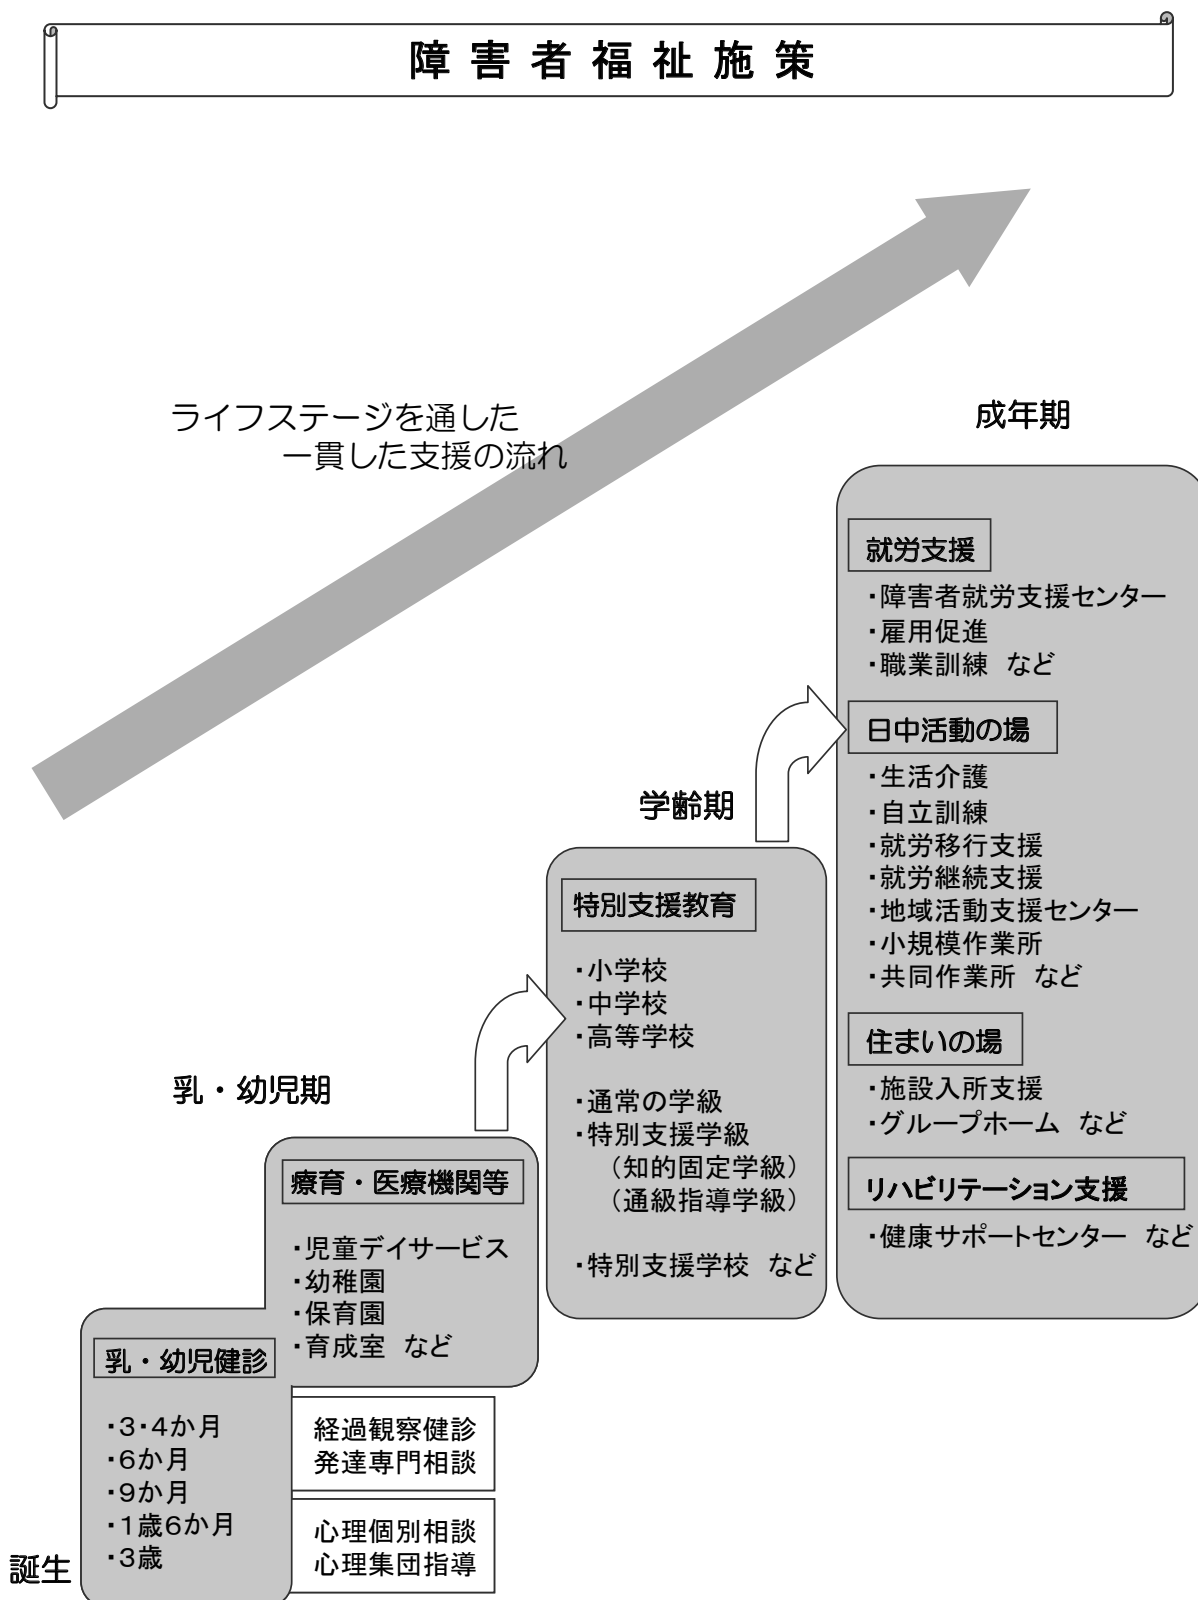 障害者福祉施策
ライフステージを通した
一貫した支援の流れ
成年期
就労支援
・障害者就労支援センター
・雇用促進
・職業訓練 など
日中活動の場
・生活介護
・自立訓練
・就労移行支援
・就労継続支援
・地域活動支援センター
・小規模作業所
・共同作業所 など
住まいの場
・施設入所支援
・グループホーム など
リハビリテーション支援
・健康サポートセンター など
学齢期
特別支援教育
・小学校
・中学校
・高等学校
・通常の学級
・特別支援学級
（知的固定学級）
（通級指導学級）
・特別支援学校 など
乳・幼児期
療育・医療機関等
・児童デイサービス
・幼稚園
・保育園
・育成室 など
乳・幼児健診
・3・4か月
・6か月
・9か月
・1歳6か月
・3歳
経過観察健診
発達専門相談
心理個別相談
心理集団指導
誕生